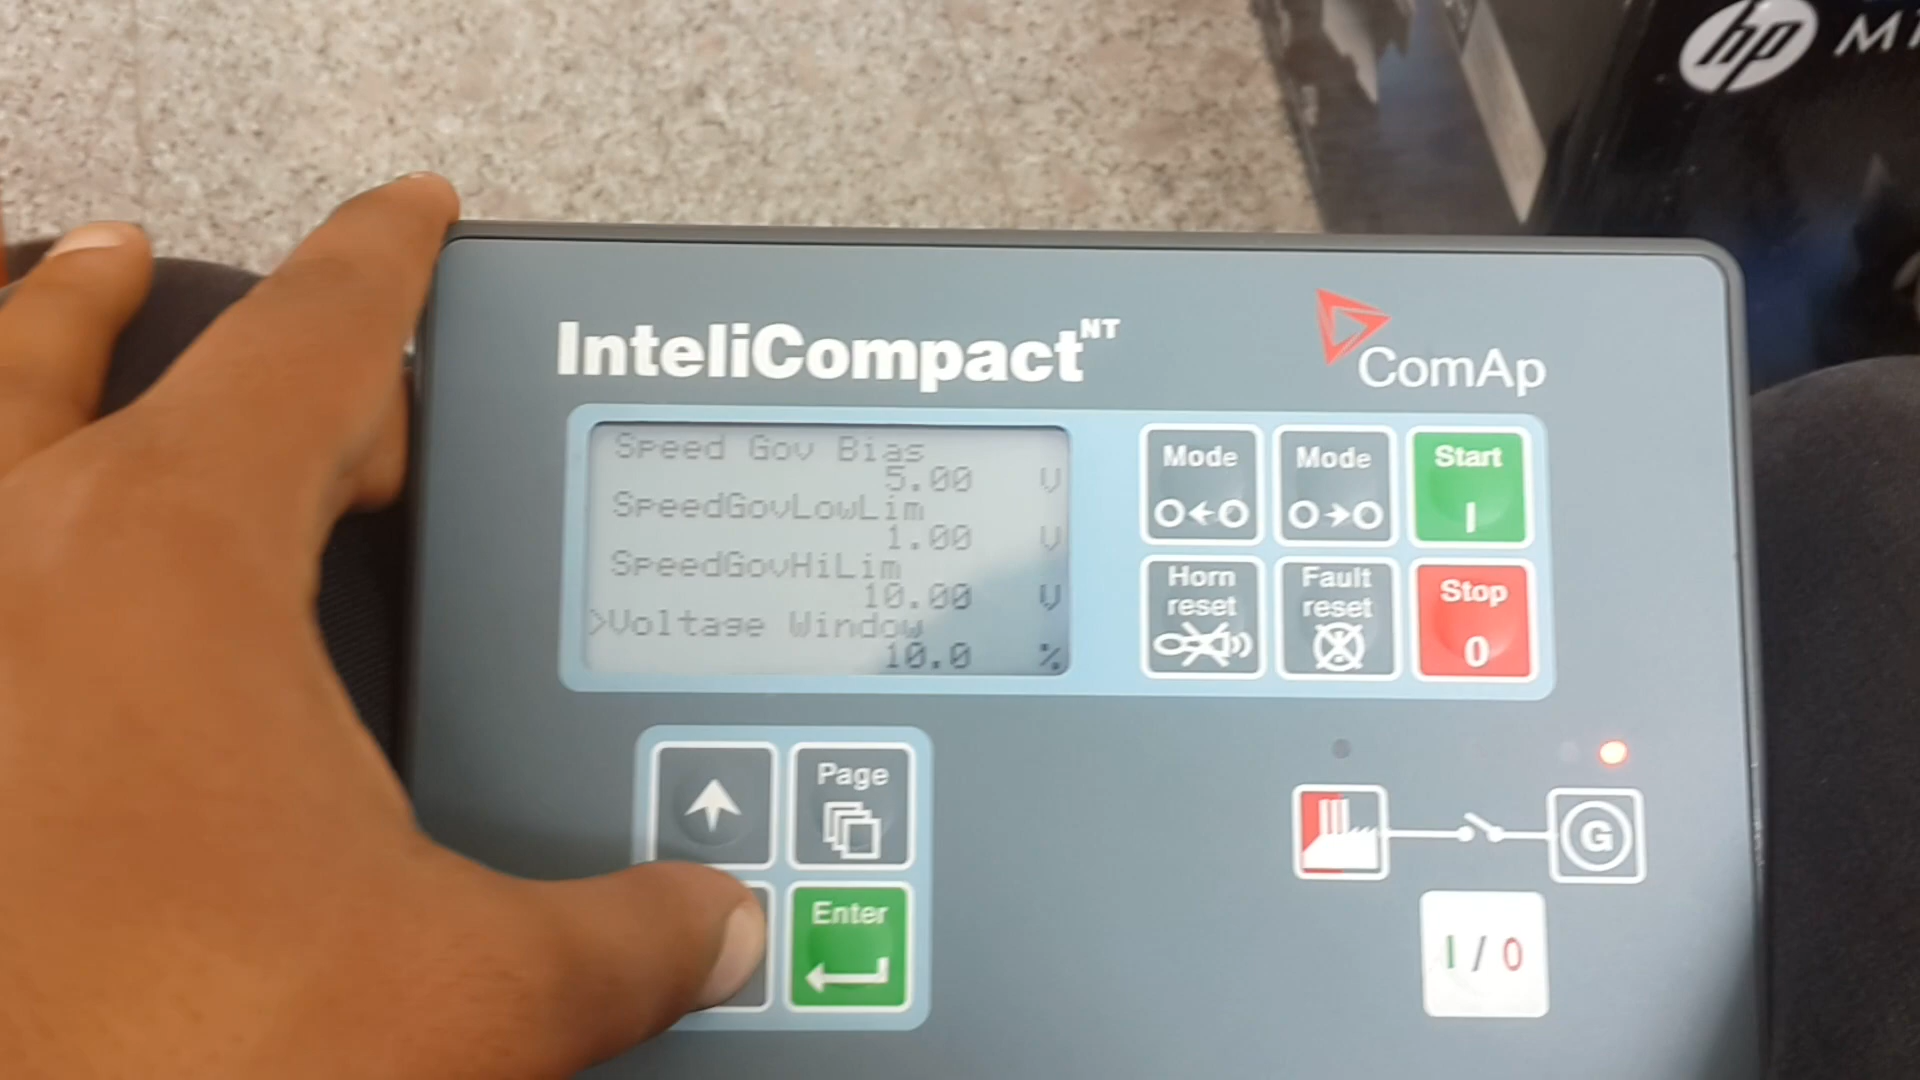 hp Mi
InteliCompact NT
ComAp
Speed Gov Bias
5.00 V
SpeedGovLowLim
1.00 V
SpeedGovHiLim
10.00 V
>Voltage Window
10.0 %
Mode
Mode
Start
I
Horn reset
Fault reset
Stop
0
Page
Enter
G
I / 0